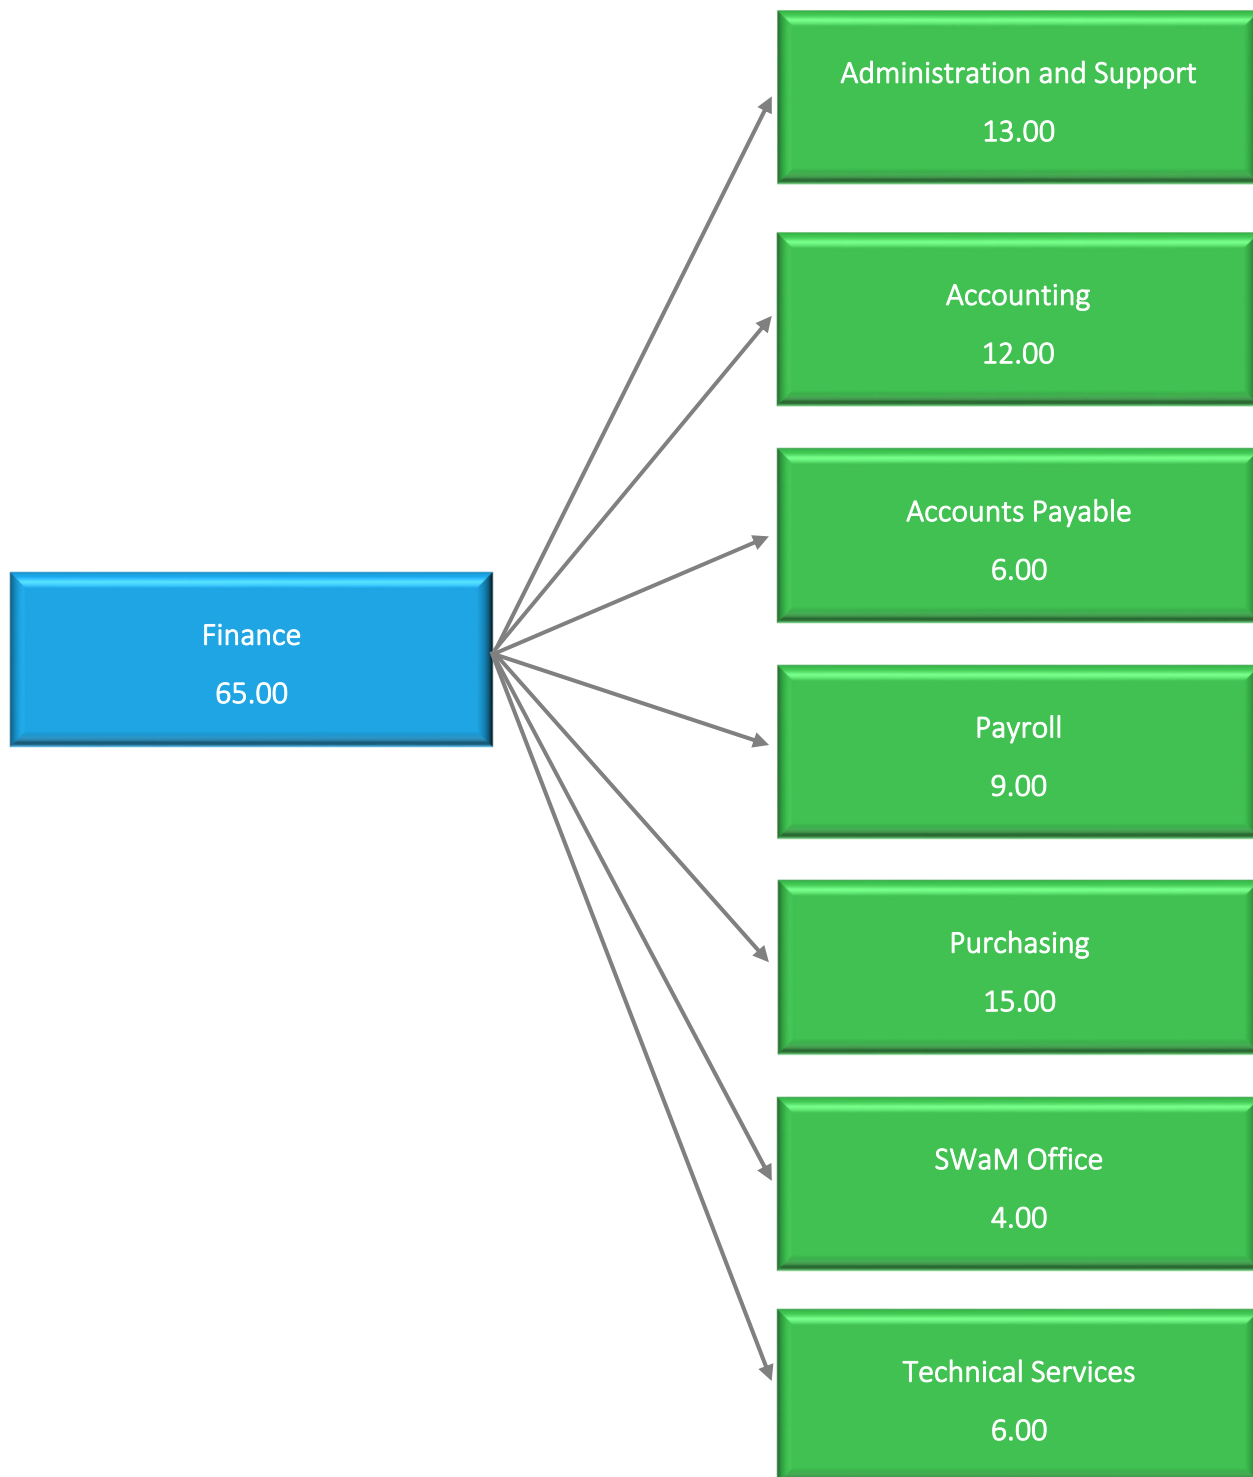 Finance
65.00
Administration and Support
13.00
Accounting
12.00
Accounts Payable
6.00
Payroll
9.00
Purchasing
15.00
SWaM Office
4.00
Technical Services
6.00